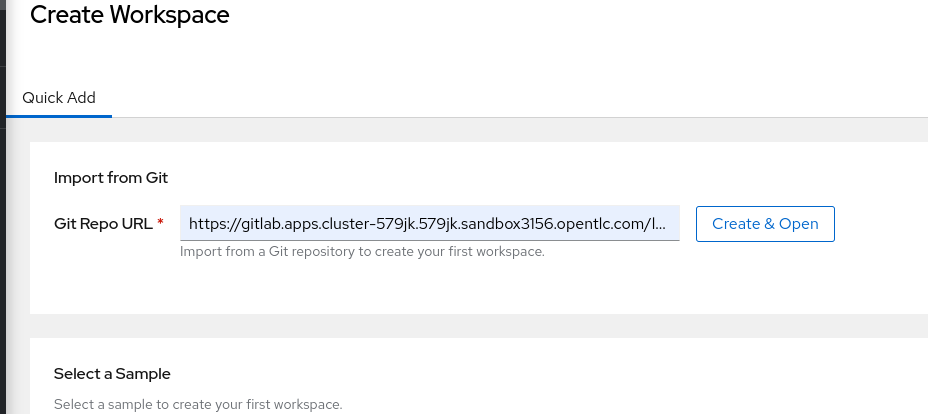 Create Workspace
Quick Add
Import from Git
Git Repo URL *
https://gitlab.apps.cluster-579jk.579jk.sandbox3156.opentlc.com/l...
Create & Open
Import from a Git repository to create your first workspace.
Select a Sample
Select a sample to create your first workspace.